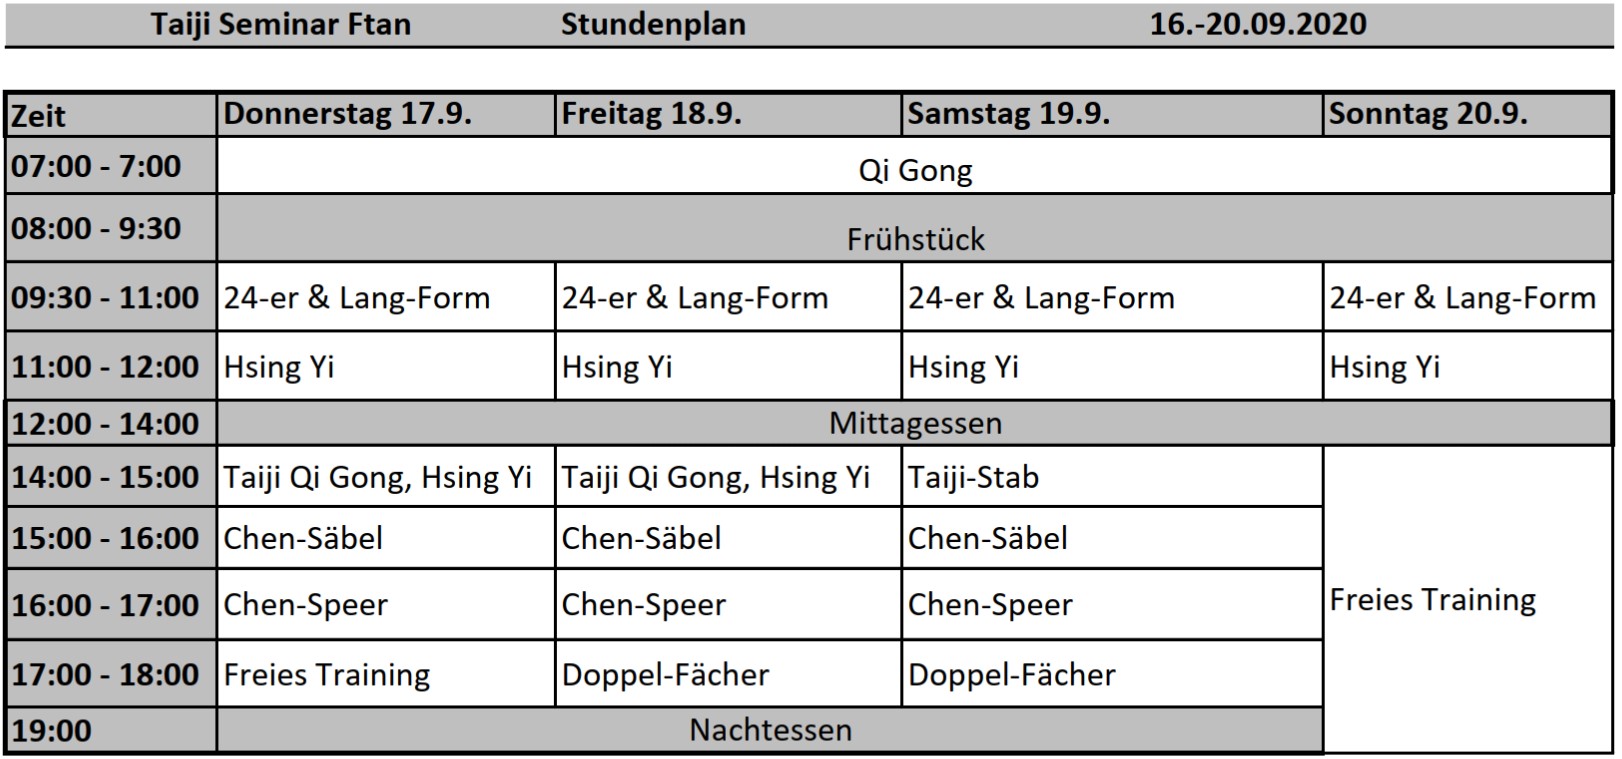 Taiji Seminar Ftan Stundenplan 16.-20.09.2020
Zeit Donnerstag 17.9. Freitag 18.9. Samstag 19.9. Sonntag 20.9.
07:00 - 7:00 Qi Gong
08:00 - 9:30 Frühstück
09:30 - 11:00 24-er & Lang-Form 24-er & Lang-Form 24-er & Lang-Form 24-er & Lang-Form
11:00 - 12:00 Hsing Yi Hsing Yi Hsing Yi Hsing Yi
12:00 - 14:00 Mittagessen
14:00 - 15:00 Taiji Qi Gong, Hsing Yi Taiji Qi Gong, Hsing Yi Taiji-Stab
15:00 - 16:00 Chen-Säbel Chen-Säbel Chen-Säbel
16:00 - 17:00 Chen-Speer Chen-Speer Chen-Speer Freies Training
17:00 - 18:00 Freies Training Doppel-Fächer Doppel-Fächer
19:00 Nachtessen